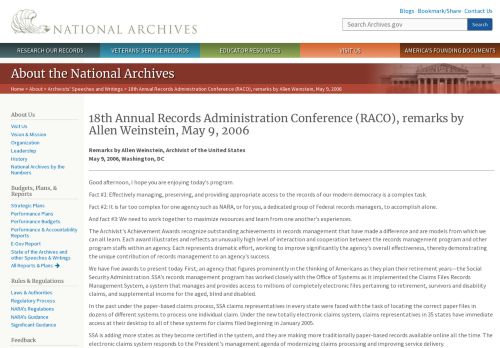 Blogs · Bookmark/Share · Contact Us
NATIONAL ARCHIVES
Search Archives.gov
Search
RESEARCH OUR RECORDS
VETERANS' SERVICE RECORDS
EDUCATOR RESOURCES
VISIT US
AMERICA'S FOUNDING DOCUMENTS
About the National Archives
Home > About > Archivists' Speeches and Writings > 18th Annual Records Administration Conference (RACO), remarks by Allen Weinstein, May 9, 2006
About Us
Visit Us
Vision & Mission
Organization
Leadership
History
National Archives by the
Numbers
Budgets, Plans, &
Reports
Strategic Plans
Performance Plans
Performance Budgets
Performance & Accountability
Reports
E-Gov Report
State of the Archives and
other Speeches & Writings
All Reports & Plans
Rules & Regulations
Laws & Authorities
Regulatory Process
NARA's Regulations
NARA's Guidance
Significant Guidance
Feedback
18th Annual Records Administration Conference (RACO), remarks by
Allen Weinstein, May 9, 2006
Remarks by Allen Weinstein, Archivist of the United States
May 9, 2006, Washington, DC
Good afternoon, I hope you are enjoying today's program.
Fact #1: Effectively managing, preserving, and providing appropriate access to the records of our modern democracy is a complex task.
Fact #2: It is far too complex for one agency such as NARA, or for you, a dedicated group of Federal records managers, to accomplish alone.
And fact #3: We need to work together to maximize resources and learn from one another's experiences.
The Archivist's Achievement Awards recognize outstanding achievements in records management that have made a difference and are models from which we
can all learn. Each award illustrates and reflects an unusually high level of interaction and cooperation between the records management program and other
program staffs within an agency. Each represents dramatic effort, working to improve significantly the agency's overall effectiveness, thereby demonstrating
the unique contribution of records management to an agency's success.
We have five awards to present today. First, an agency that figures prominently in the thinking of Americans as they plan their retirement years—the Social
Security Administration. SSA's records management program has worked closely with the Office of Systems as it implemented the Claims Files Records
Management System, a system that manages and provides access to millions of completely electronic files pertaining to retirement, survivors and disability
claims, and supplemental income for the aged, blind and disabled.
In the past under the paper-based claims process, SSA claims representatives in every state were faced with the task of locating the correct paper files in
dozens of different systems to process one individual claim. Under the new totally electronic claims system, claims representatives in 35 states have immediate
access at their desktop to all of these systems for claims filed beginning in January 2005.
SSA is adding more states as they become certified in the system, and they are making more traditionally paper-based records available online all the time. The
electronic claims system responds to the President's management agenda of modernizing claims processing and improving service delivery.